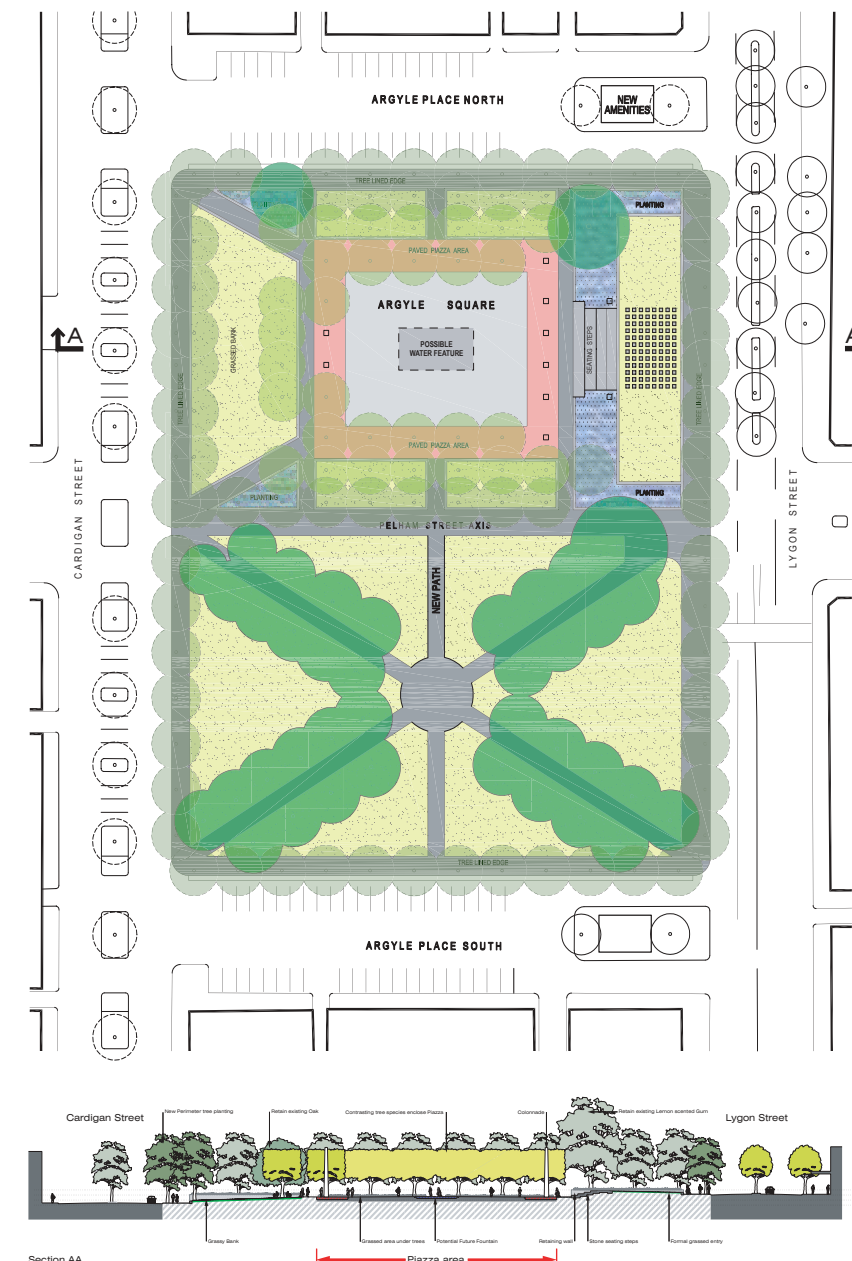 ARGYLE PLACE NORTH
NEW
AMENITIES
TREE LINED EDGE
PLANTING
PAVED PIAZZA AREA
ARGYLE SQUARE
POSSIBLE
WATER FEATURE
GRASSED BANK
SEATING STEPS
A
A
TREE LINED EDGE
TREE LINED EDGE
PAVED PIAZZA AREA
PLANTING
PLANTING
CARDIGAN STREET
LYGON STREET
PELHAM STREET AXIS
NEW PATH
TREE LINED EDGE
ARGYLE PLACE SOUTH
Cardigan Street
New Perimeter tree planting
Retain existing Oak
Contrasting tree species enclose Piazza
Colonnade
Retain existing Lemon scented Gum
Lygon Street
Grassy Bank
Grassed area under trees
Potential Future Fountain
Retaining wall
Stone seating steps
Formal grassed entry
Section AA
Piazza area